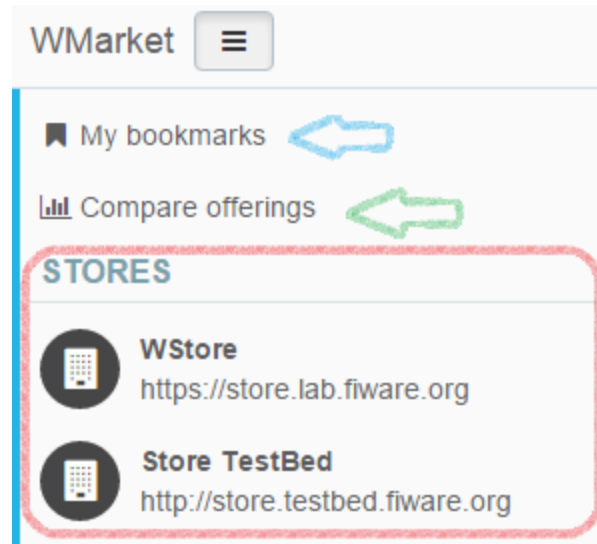 WMarket
My bookmarks
Compare offerings
STORES
WStore
https://store.lab.fiware.org
Store TestBed
http://store.testbed.fiware.org